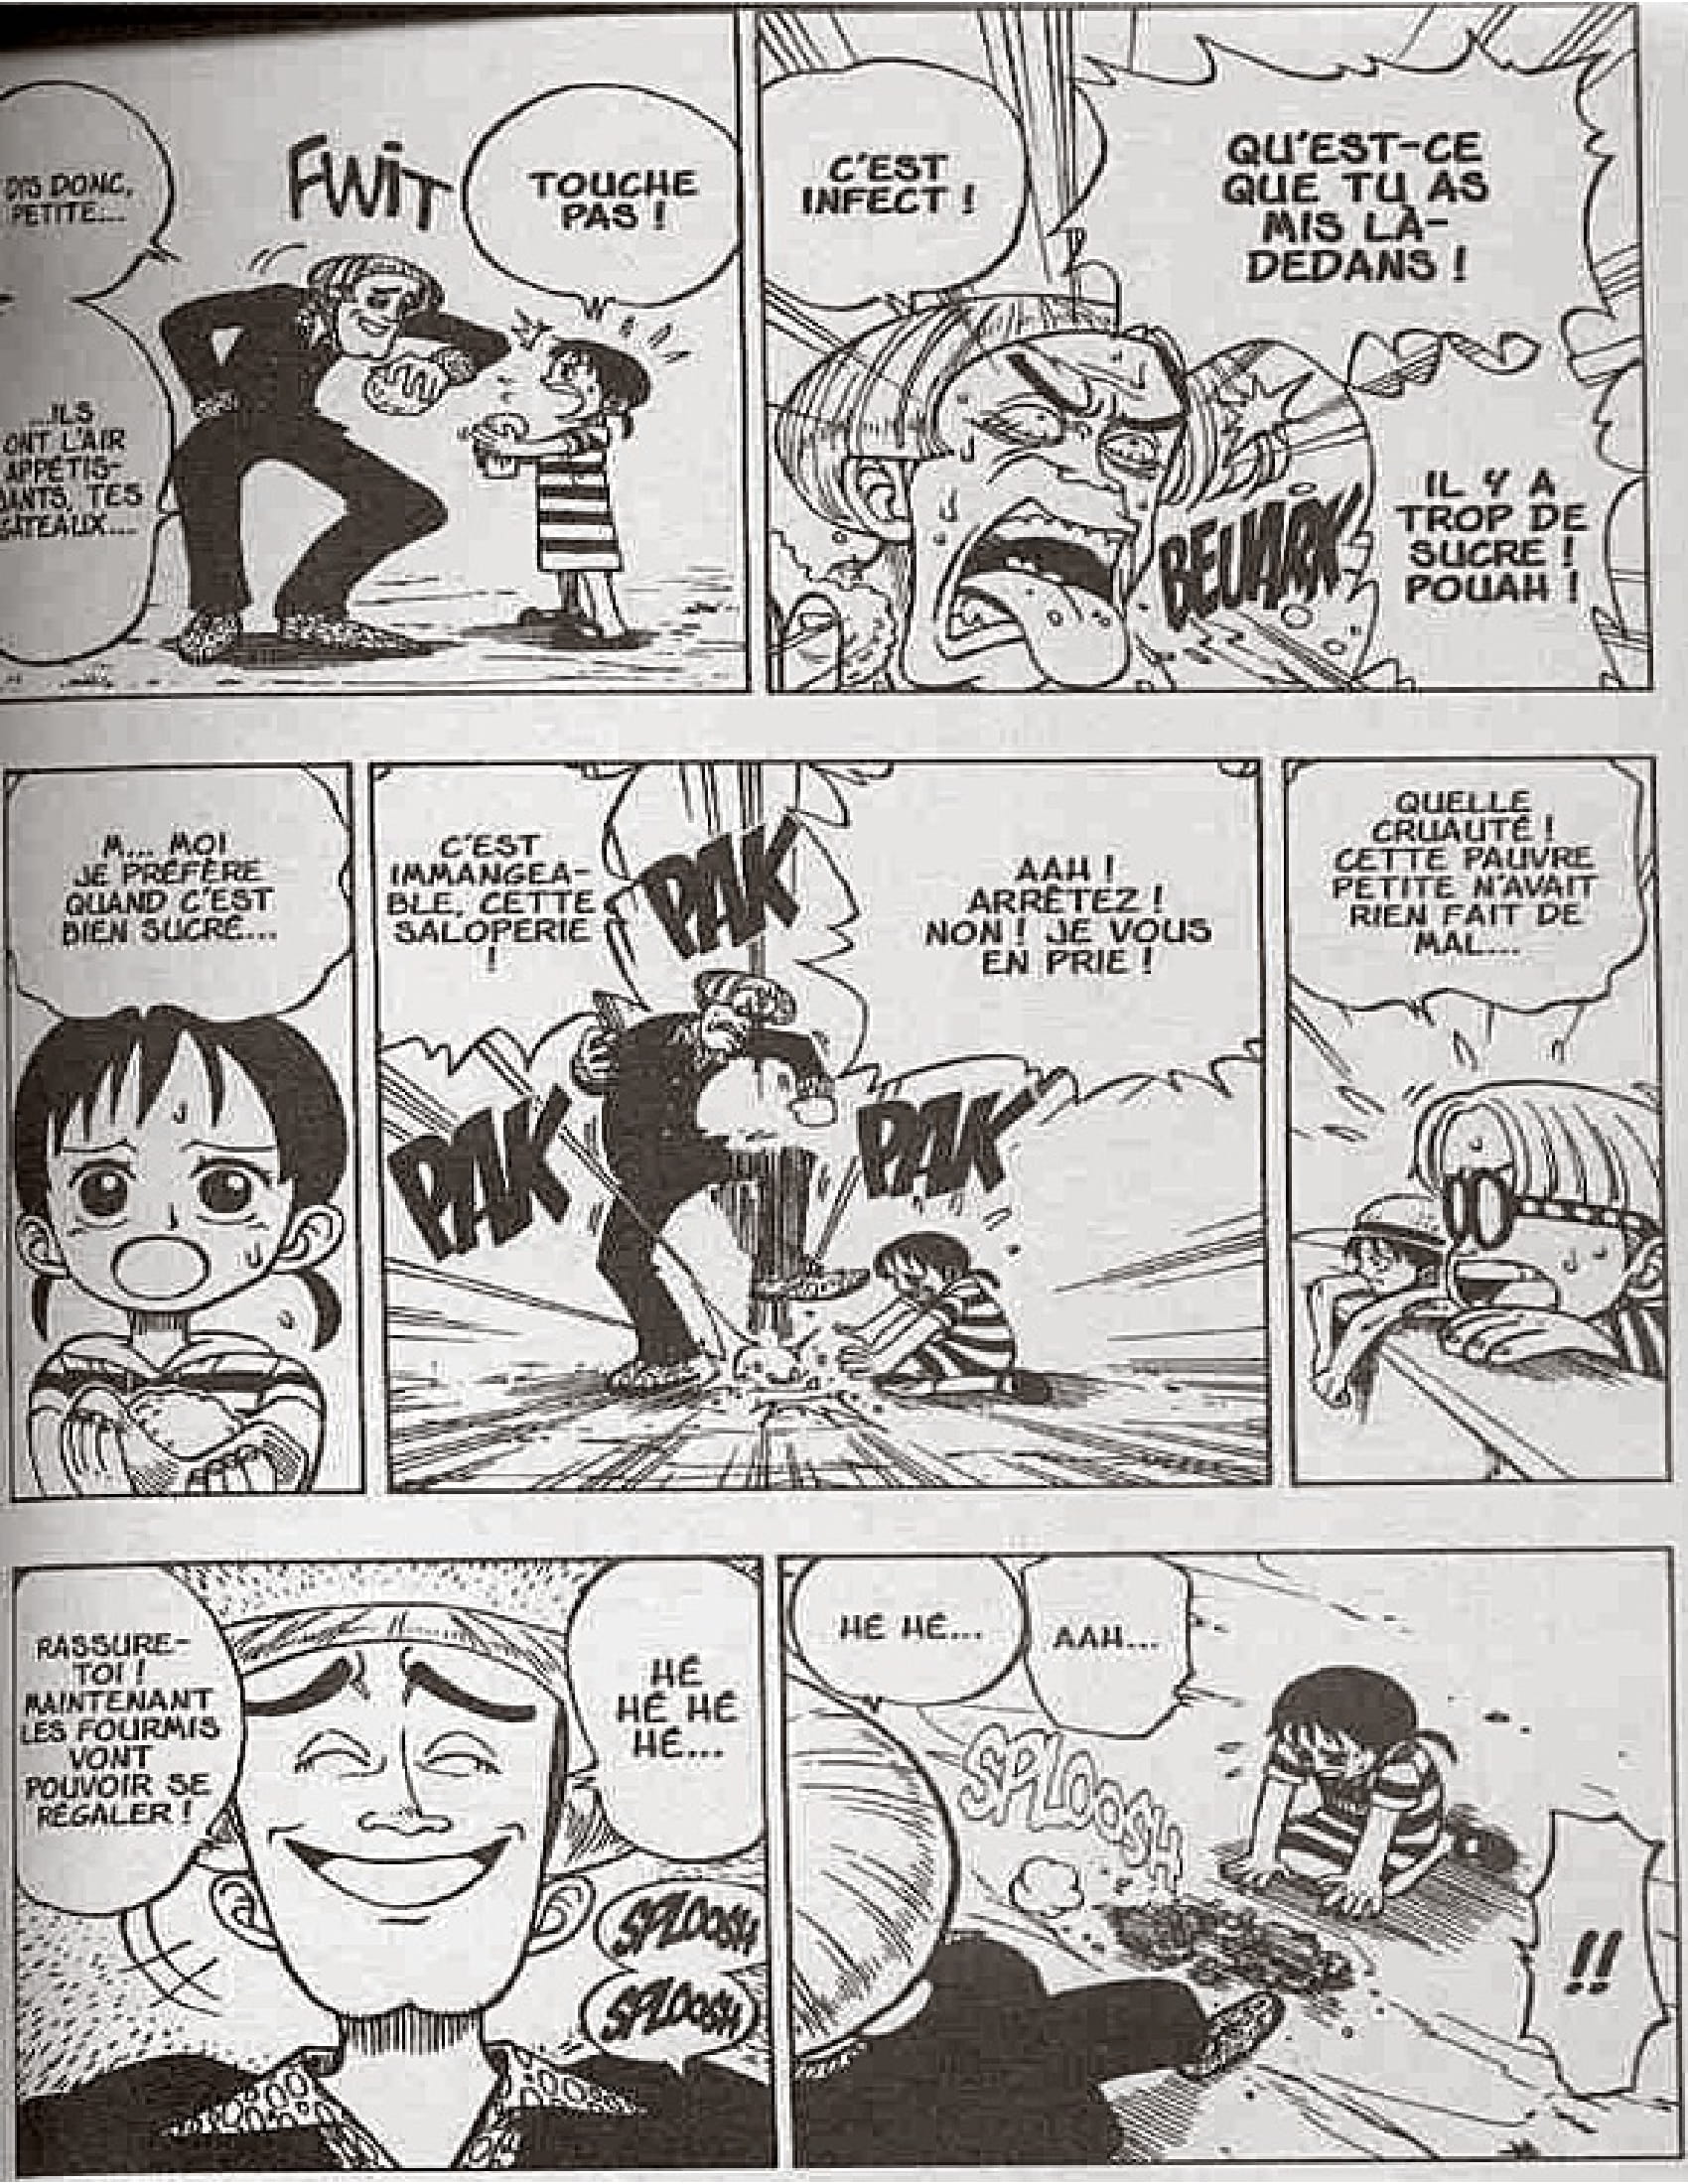 DIS DONC,
PETITE...
...ILS
ONT L'AIR
APPÉTIS-
SANTS, TES
GÂTEAUX...
FWIT
TOUCHE
PAS !
C'EST
INFECT !
QU'EST-CE
QUE TU AS
MIS LÀ-
DEDANS !
BEUARK
IL Y A
TROP DE
SUCRE !
POUAH !
M... MOI
JE PRÉFÈRE
QUAND C'EST
BIEN SUCRÉ...
C'EST
IMMANGEA-
BLE, CETTE
SALOPERIE
!
PAK
PAK
PAK
AAH !
ARRÊTEZ !
NON ! JE VOUS
EN PRIE !
QUELLE
CRUAUTÉ !
CETTE PAUVRE
PETITE N'AVAIT
RIEN FAIT DE
MAL...
RASSURE-
TOI !
MAINTENANT
LES FOURMIS
VONT
POUVOIR SE
RÉGALER !
HÉ
HÉ HÉ
HÉ...
SPLOOSH
SPLOOSH
HÉ HÉ...
AAH...
SPLOOSH
!!